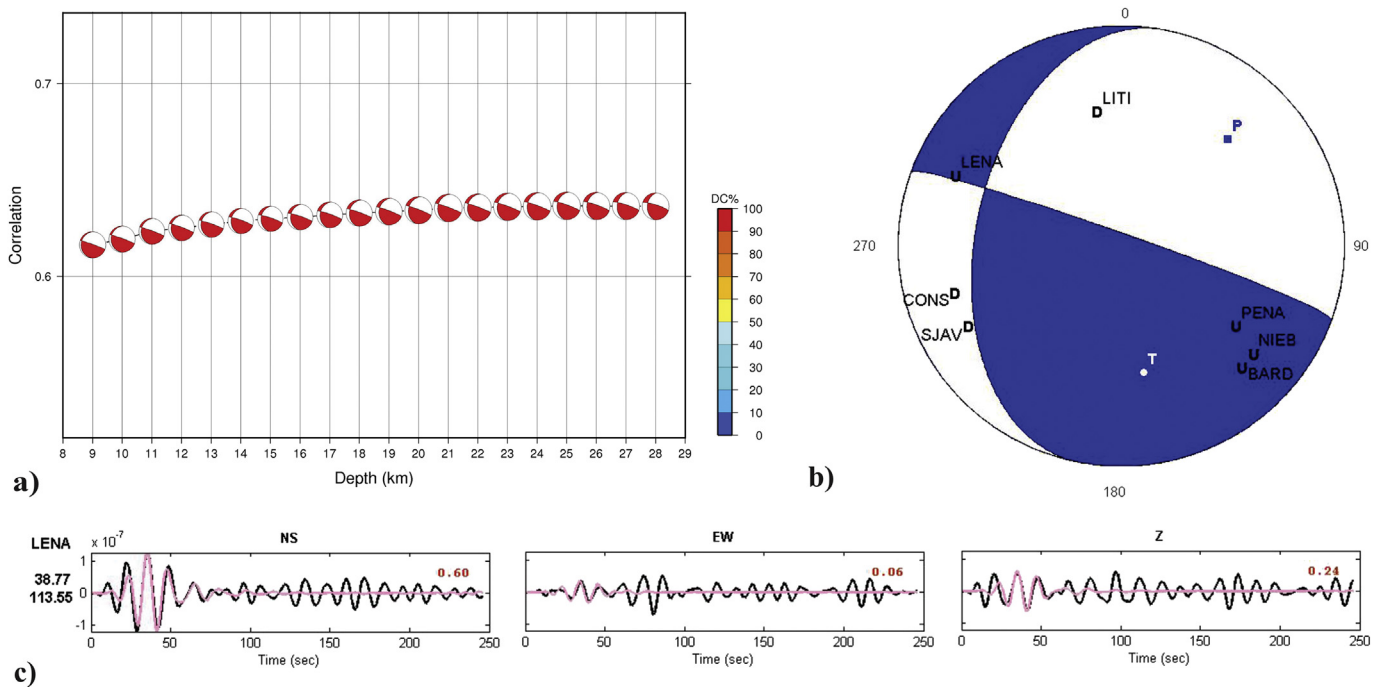 0.7
0.6
Correlation
8 9 10 11 12 13 14 15 16 17 18 19 20 21 22 23 24 25 26 27 28 29
Depth (km)
DC%
100
90
80
70
60
50
40
30
20
10
0
a)
0
LITI
D
P
LENA
U
270
90
CONS D
SJAV D
PENA
U
NIEB
U
U BARD
T
180
b)
LENA
38.77
113.55
x 10-7
NS
1
0
-1
0.60
0 50 100 150 200 250
Time (sec)
EW
0.06
0 50 100 150 200 250
Time (sec)
Z
0.24
0 50 100 150 200 250
Time (sec)
c)